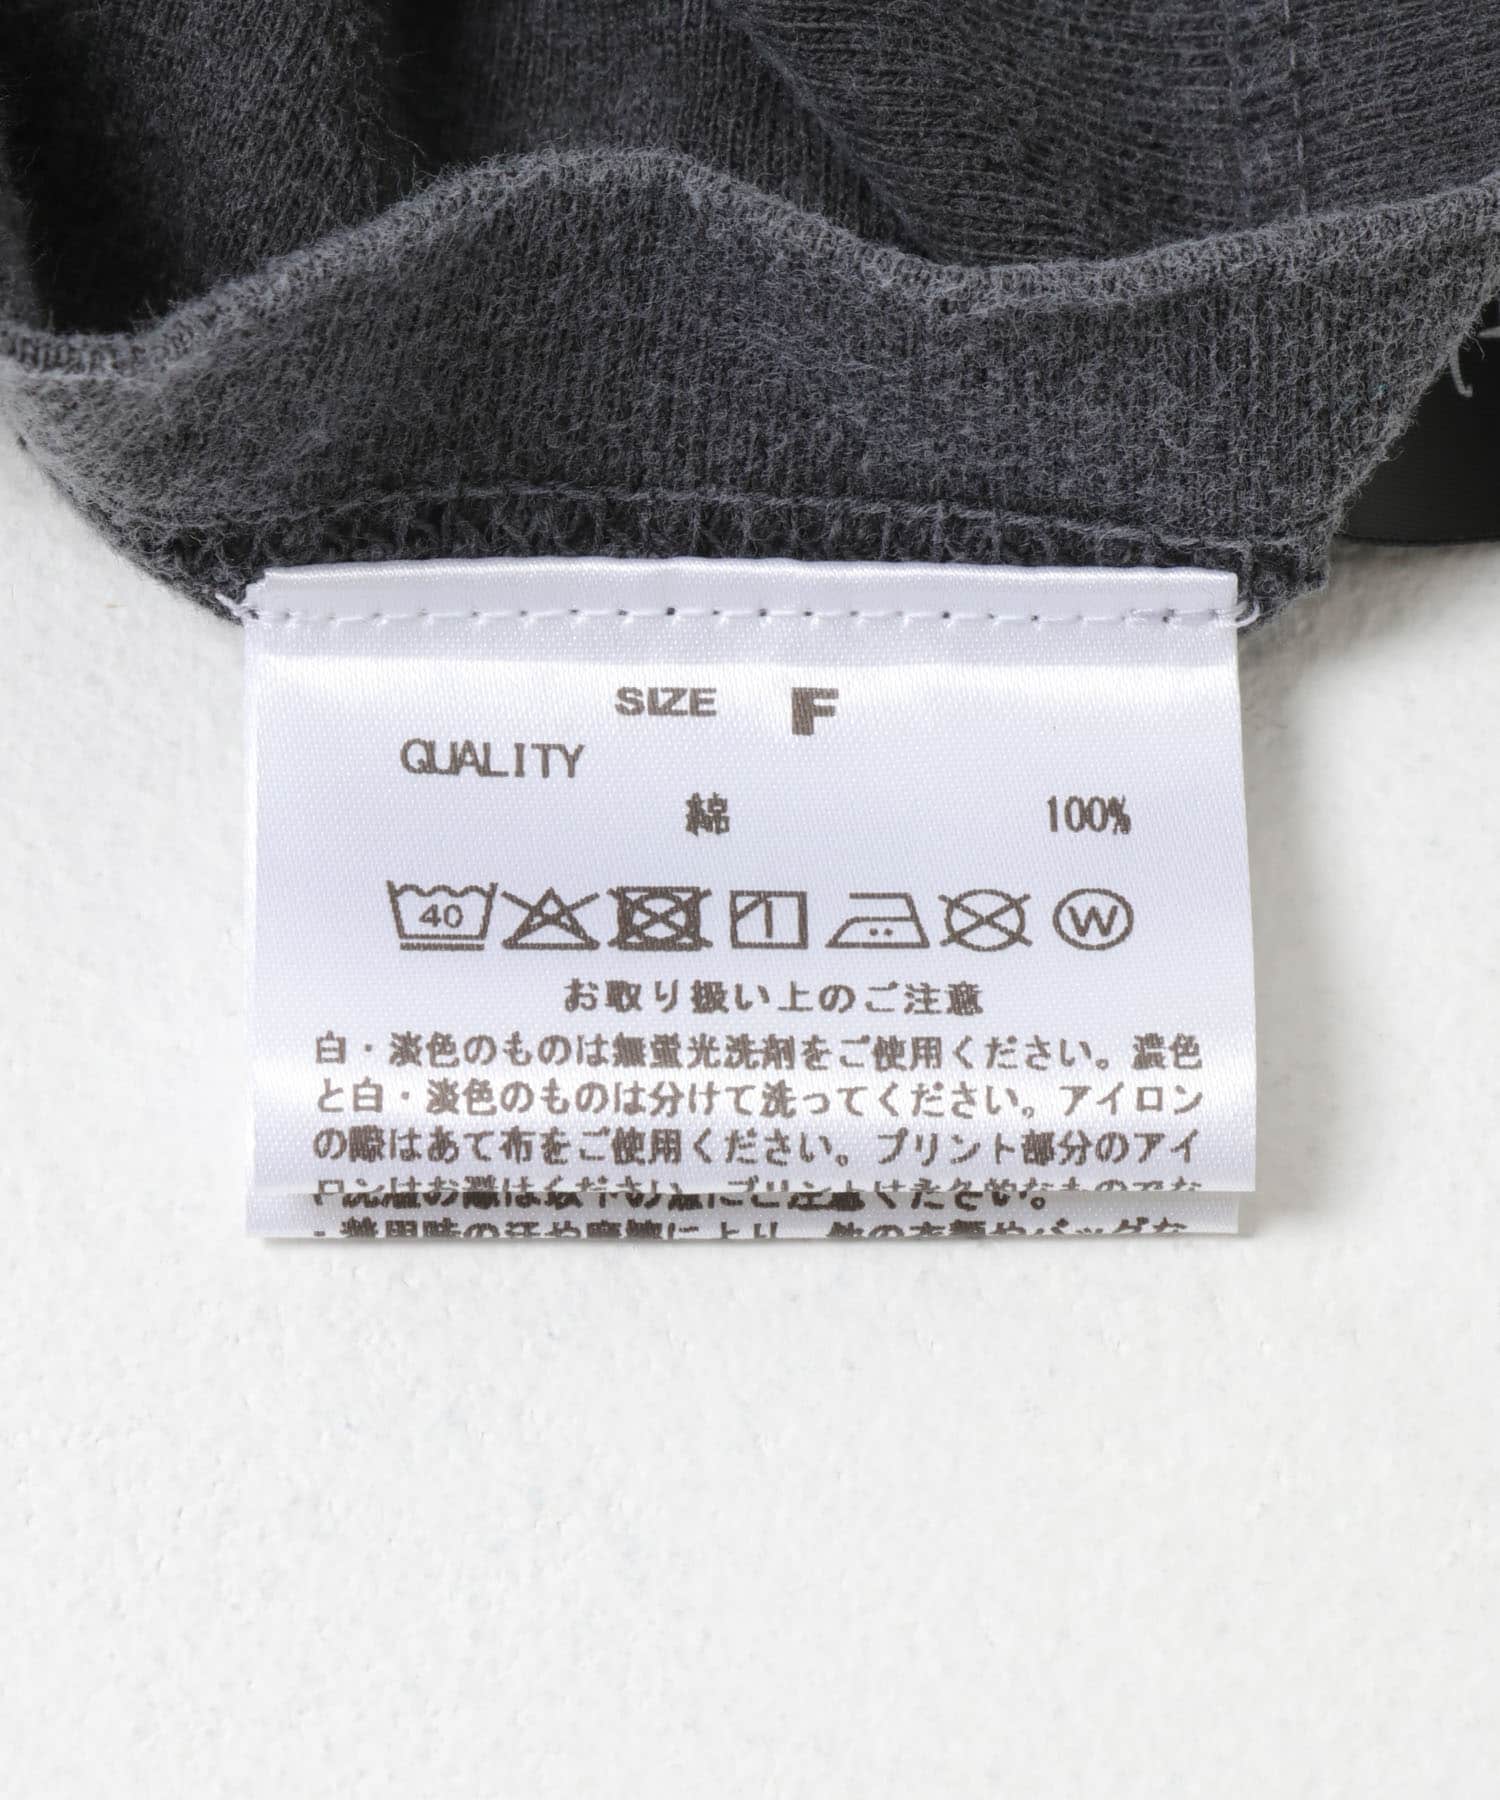 SIZE F
QUALITY
綿 100%
40 W
お取り扱い上のご注意
白・淡色のものは無蛍光洗剤をご使用ください。濃色
と白・淡色のものは分けて洗ってください。アイロン
の際はあて布をご使用ください。プリント部分のアイ